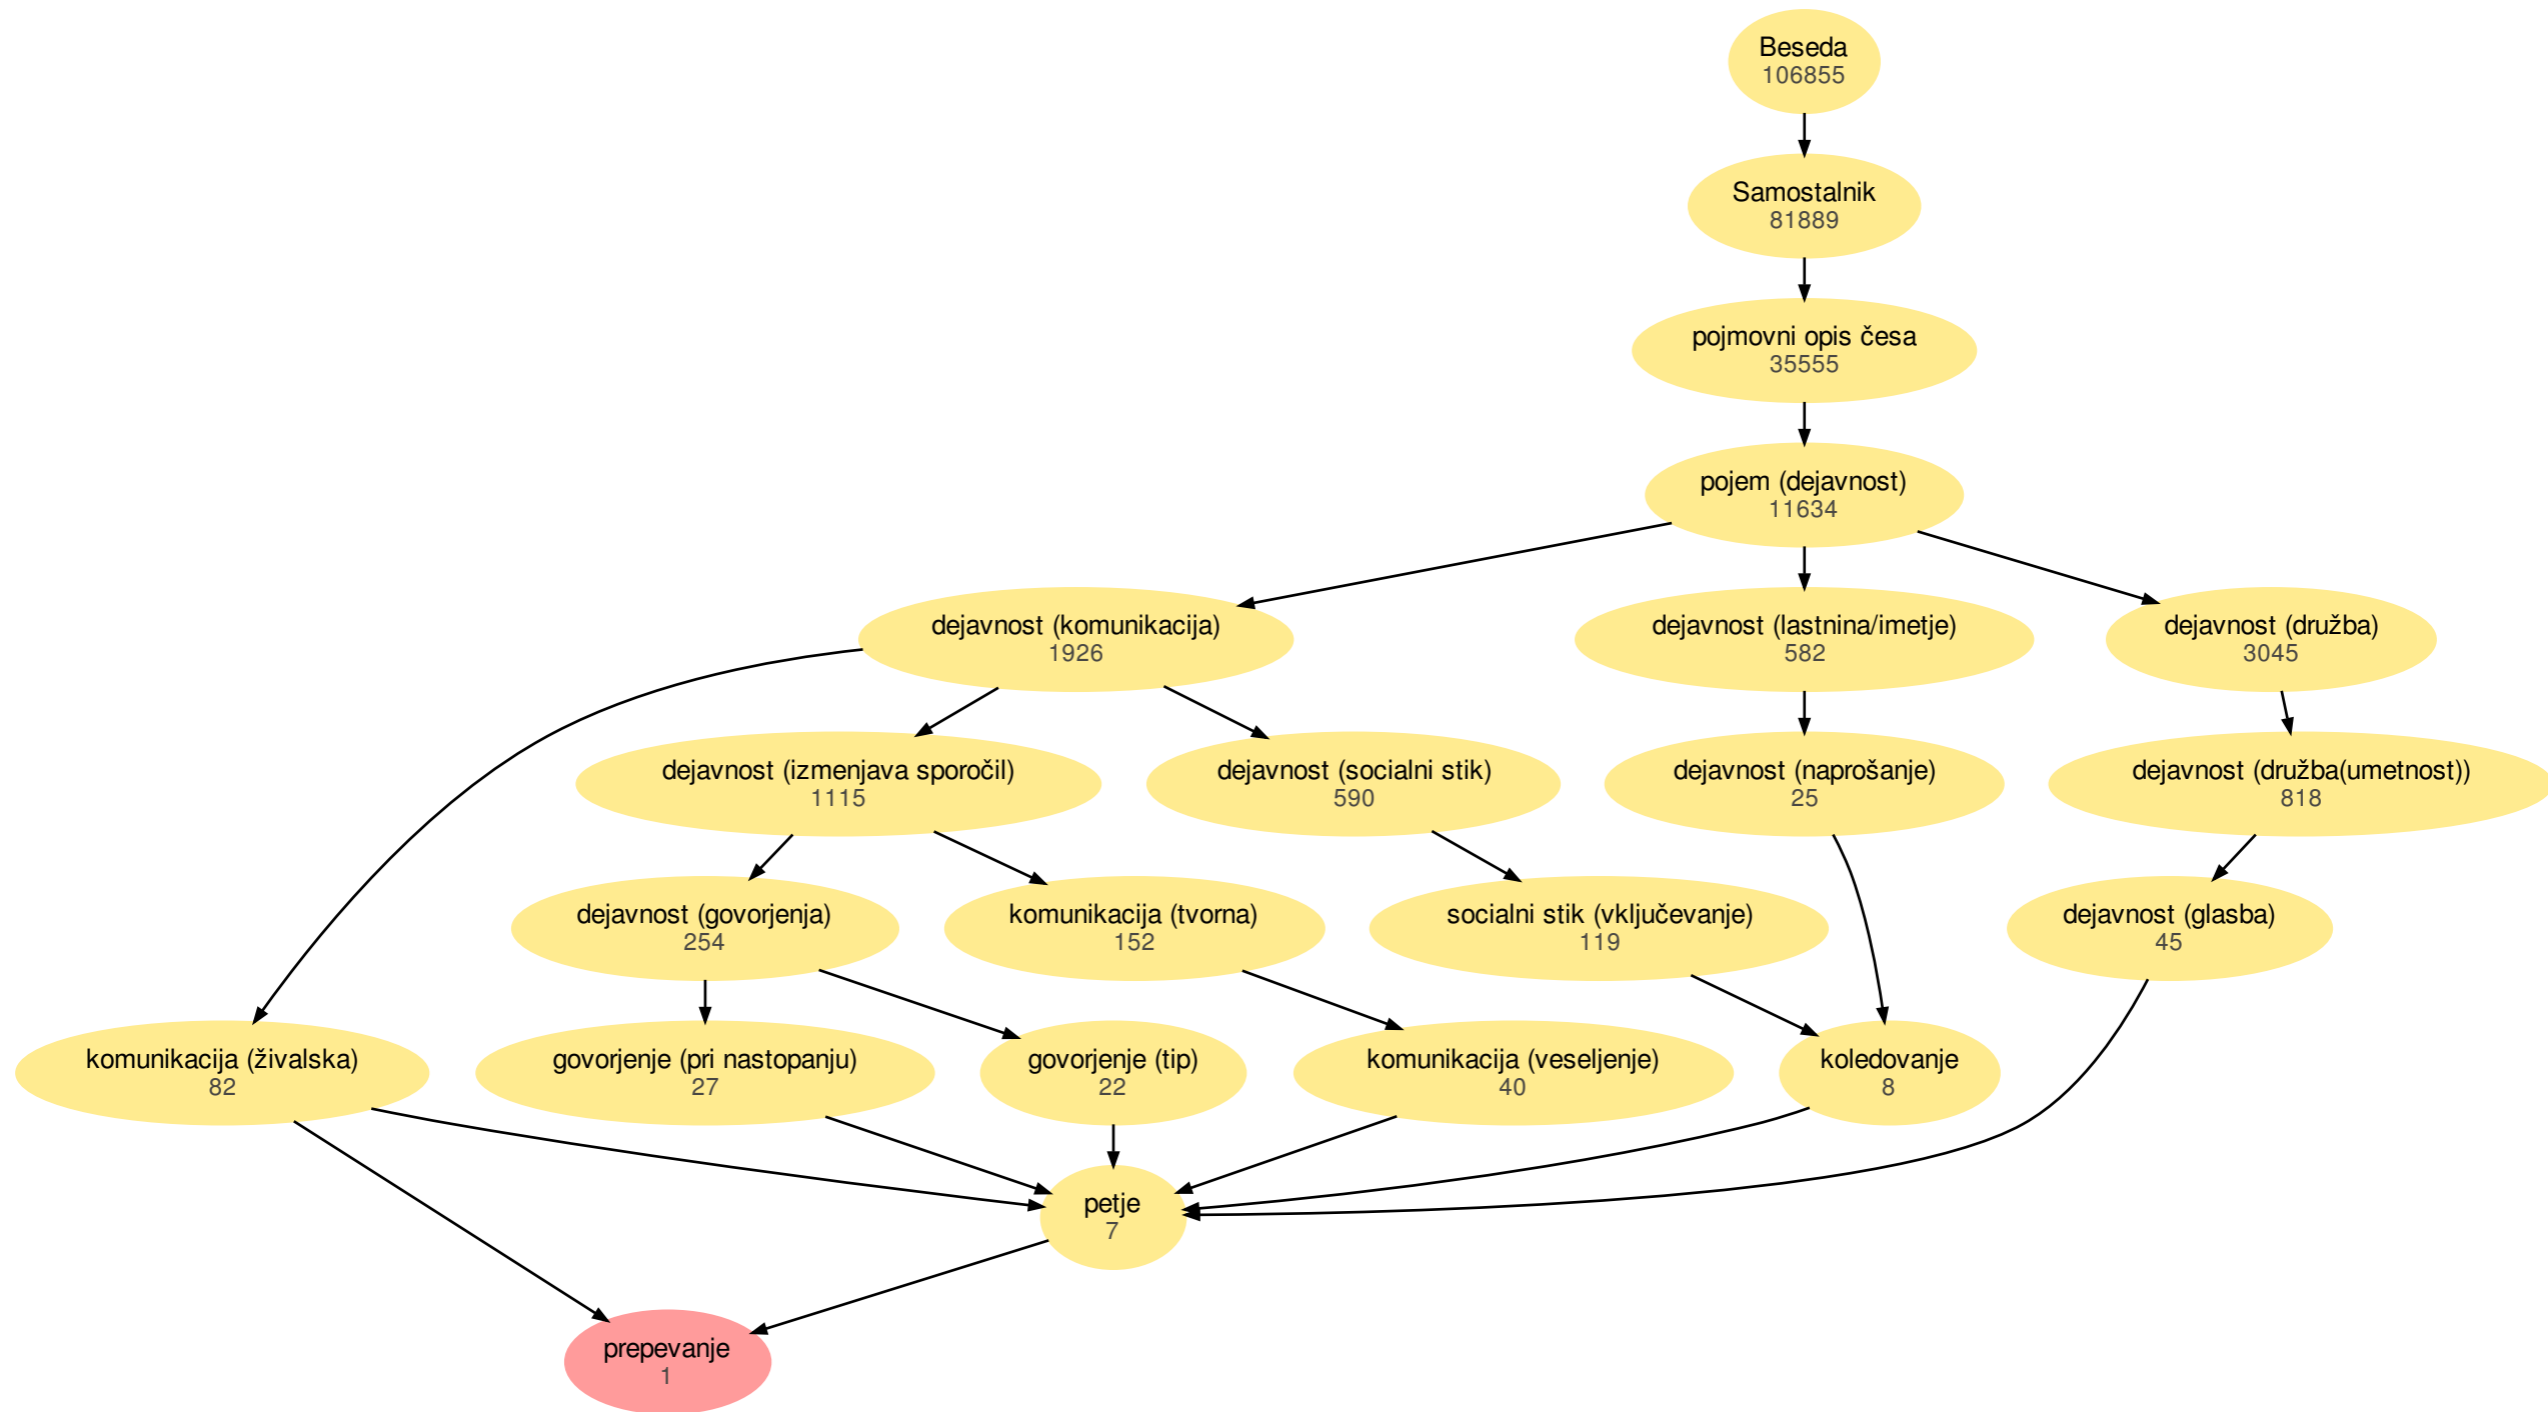 Beseda
106855
Samostalnik
81889
pojmovni opis česa
35555
pojem (dejavnost)
11634
dejavnost (komunikacija)
1926
dejavnost (lastnina/imetje)
582
dejavnost (družba)
3045
dejavnost (izmenjava sporočil)
1115
dejavnost (socialni stik)
590
dejavnost (naprošanje)
25
dejavnost (družba(umetnost))
818
dejavnost (govorjenja)
254
komunikacija (tvorna)
152
socialni stik (vključevanje)
119
dejavnost (glasba)
45
komunikacija (živalska)
82
govorjenje (pri nastopanju)
27
govorjenje (tip)
22
komunikacija (veseljenje)
40
koledovanje
8
petje
7
prepevanje
1